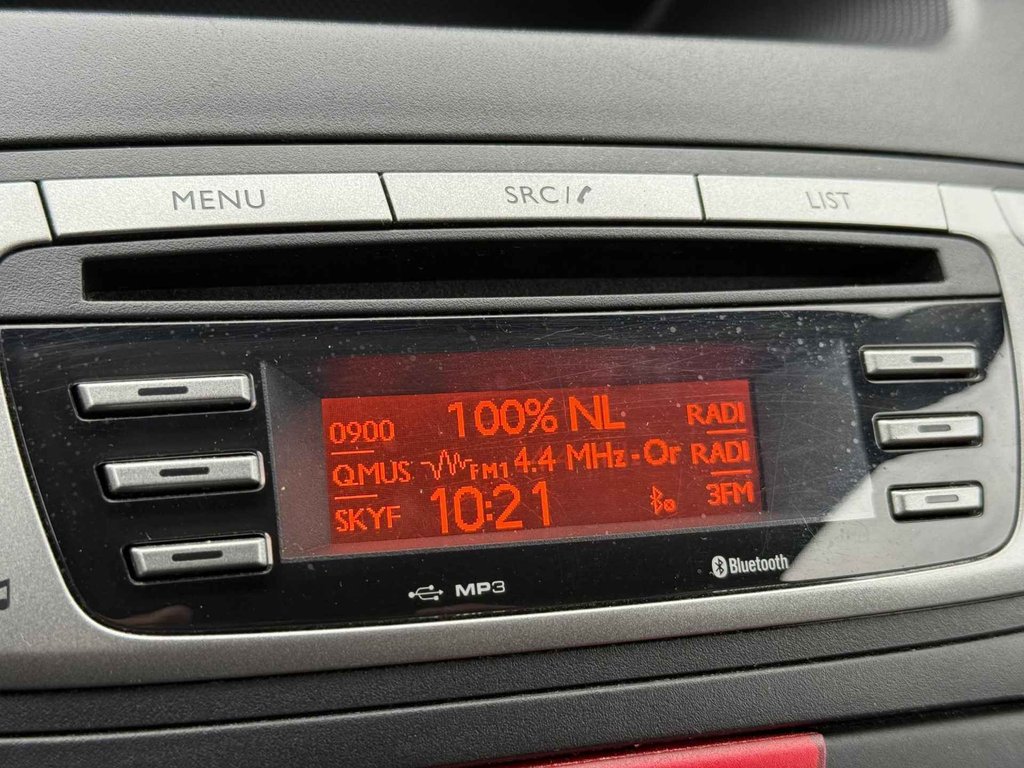 MENU SRC/ LIST
0900 100% NL RADI
QMUS FM1 4.4 MHz-Or RADI
SKYF 10:21 3FM
MP3 Bluetooth